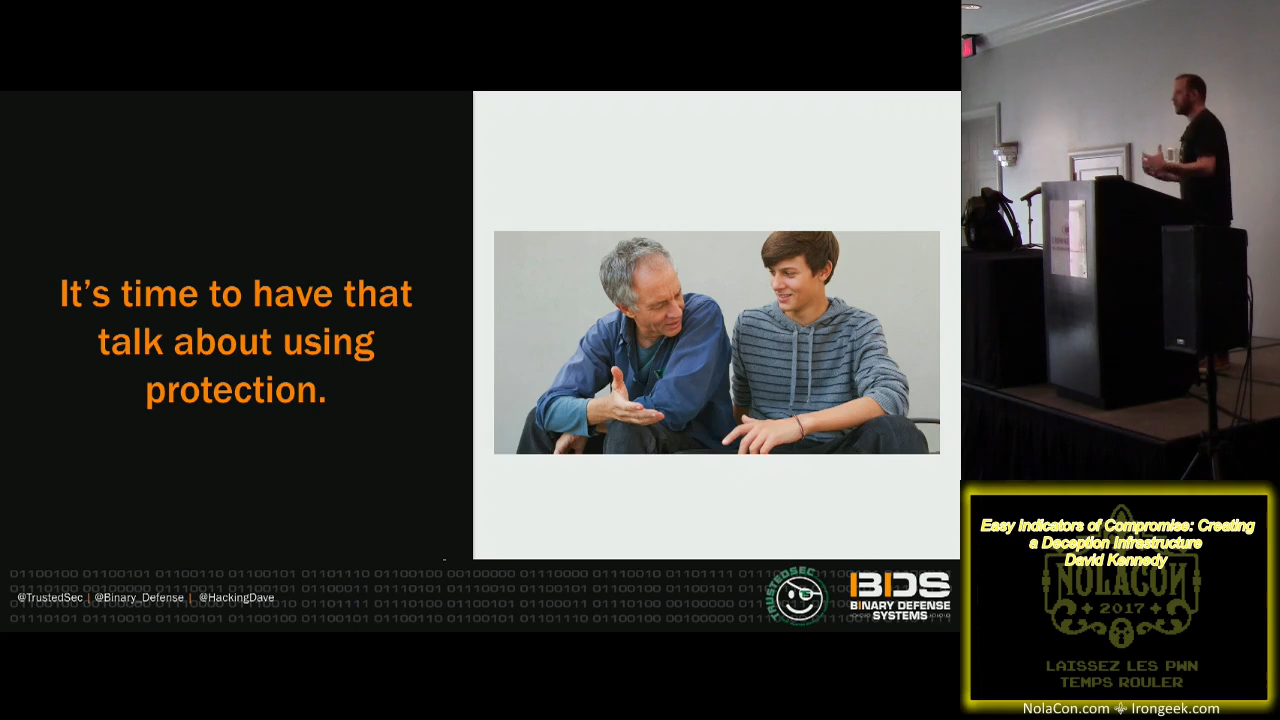 It's time to have that
talk about using
protection.
@TrustedSec | @Binary_Defense | @HackingDave
TRUSTEDSEC
BDS
BINARY DEFENSE
SYSTEMS
Easy Indicators of Compromise: Creating
a Deception Infrastructure
David Kennedy
NOLACON
2017
LAISSEZ LES PWN
TEMPS ROULER
NolaCon.com Irongeek.com